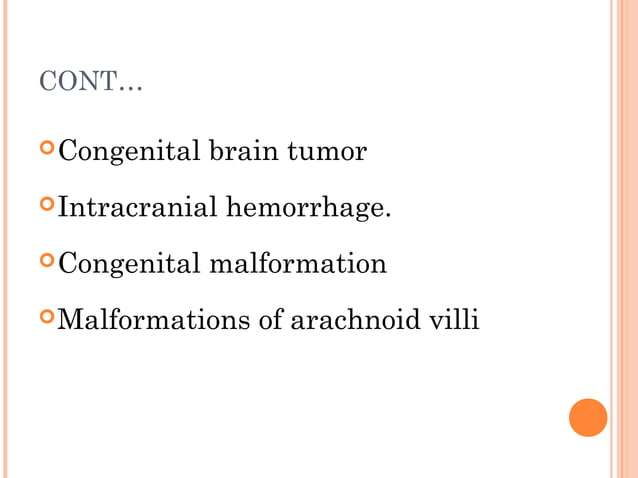 CONT…
Congenital brain tumor
Intracranial hemorrhage.
Congenital malformation
Malformations of arachnoid villi